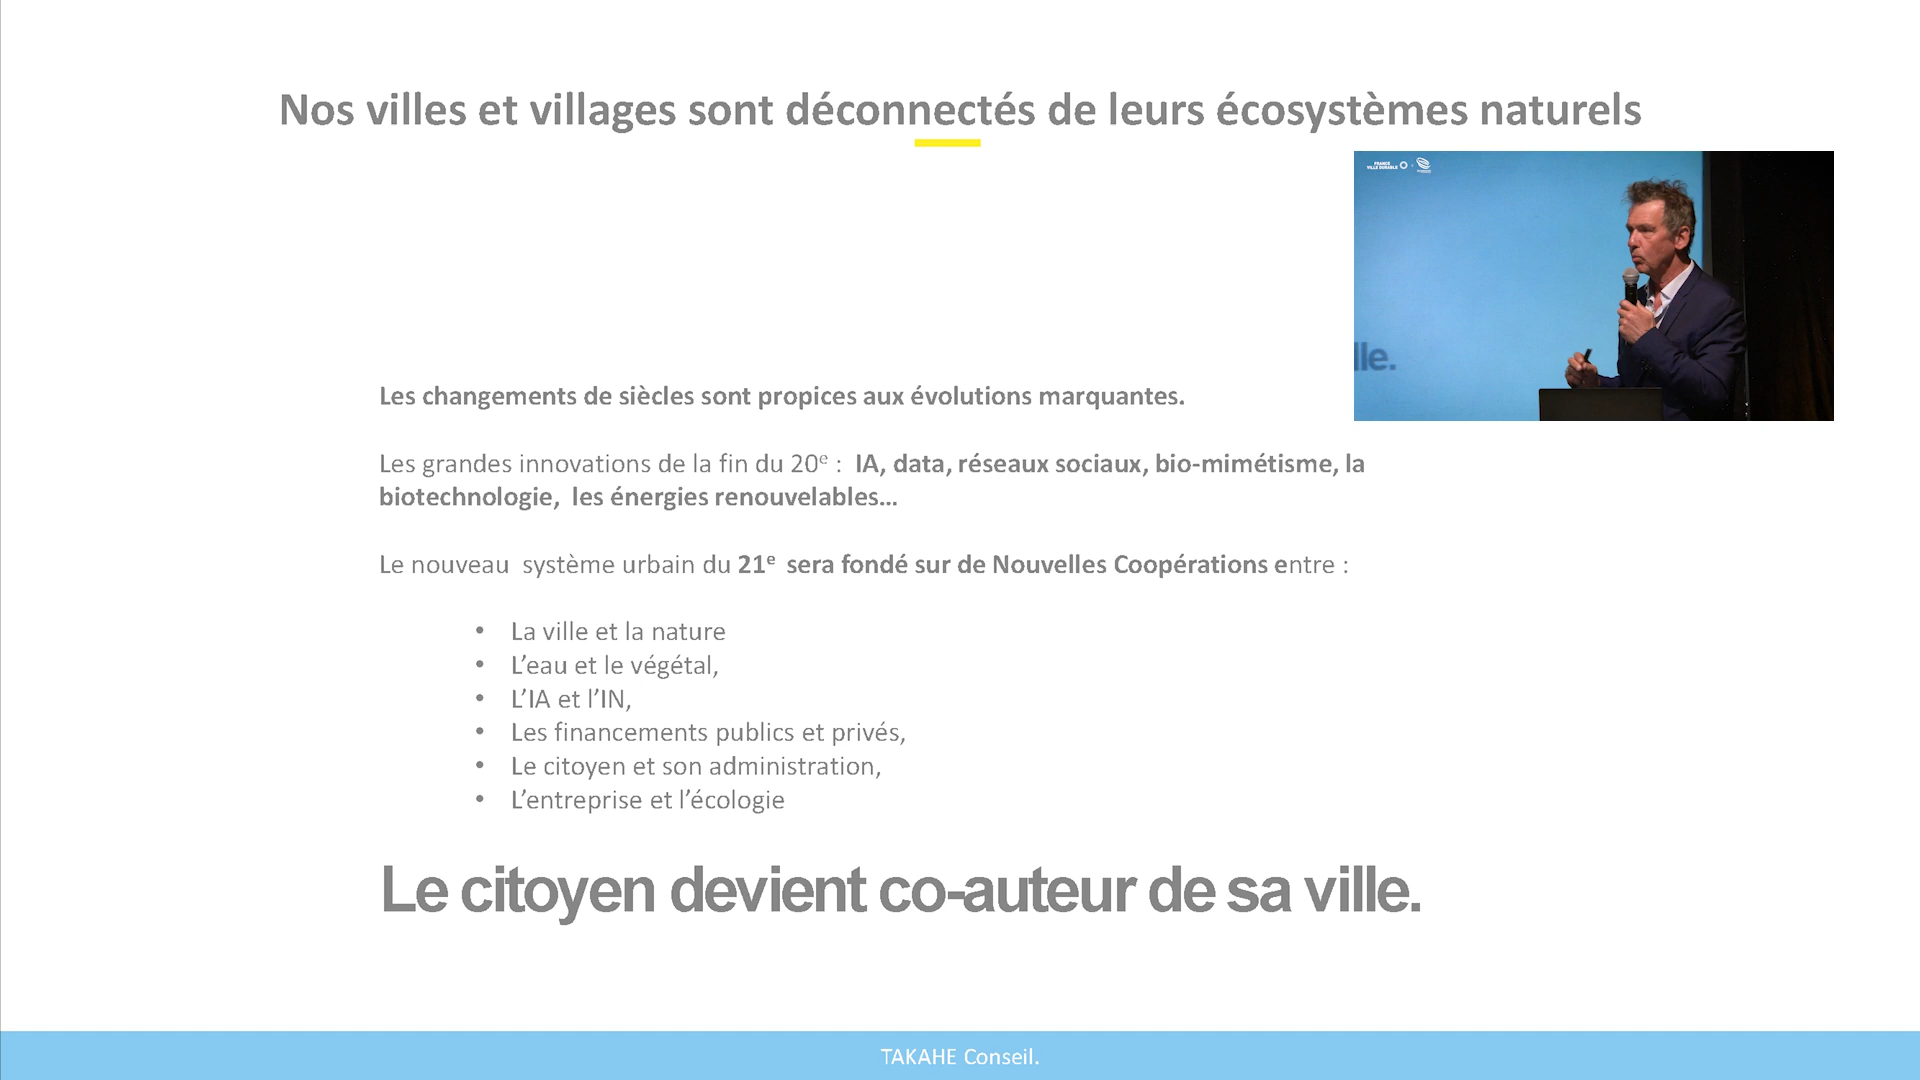 Nos villes et villages sont déconnectés de leurs écosystèmes naturels
FRANCE
VILLE DURABLE
lle.
Les changements de siècles sont propices aux évolutions marquantes.
Les grandes innovations de la fin du 20e :  IA, data, réseaux sociaux, bio-mimétisme, la
biotechnologie,  les énergies renouvelables...
Le nouveau  système urbain du 21e  sera fondé sur de Nouvelles Coopérations entre :
• La ville et la nature
• L’eau et le végétal,
• L’IA et l’IN,
• Les financements publics et privés,
• Le citoyen et son administration,
• L’entreprise et l’écologie
Le citoyen devient co-auteur de sa ville.
TAKAHE Conseil.